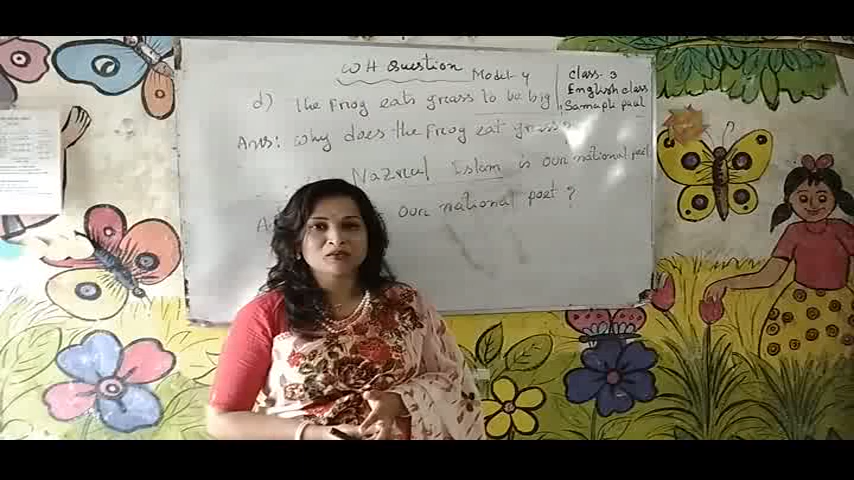 WH Question
Model-4
Class-3
English class
Samapti paul
d) The Frog eats grass to be big
Ans: Why does the Frog eat grass?
Nazrul Islam is our national poet
our national poet ?